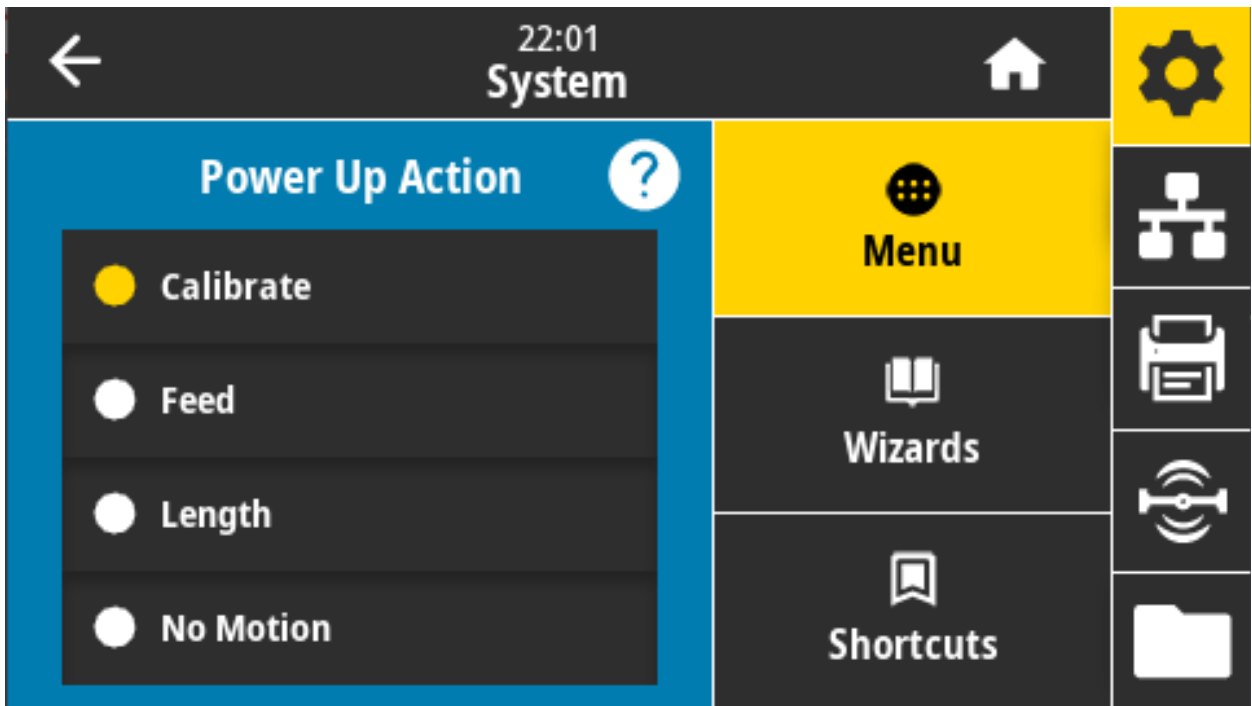 22:01
System
Power Up Action
?
Calibrate
Feed
Length
No Motion
Menu
Wizards
Shortcuts